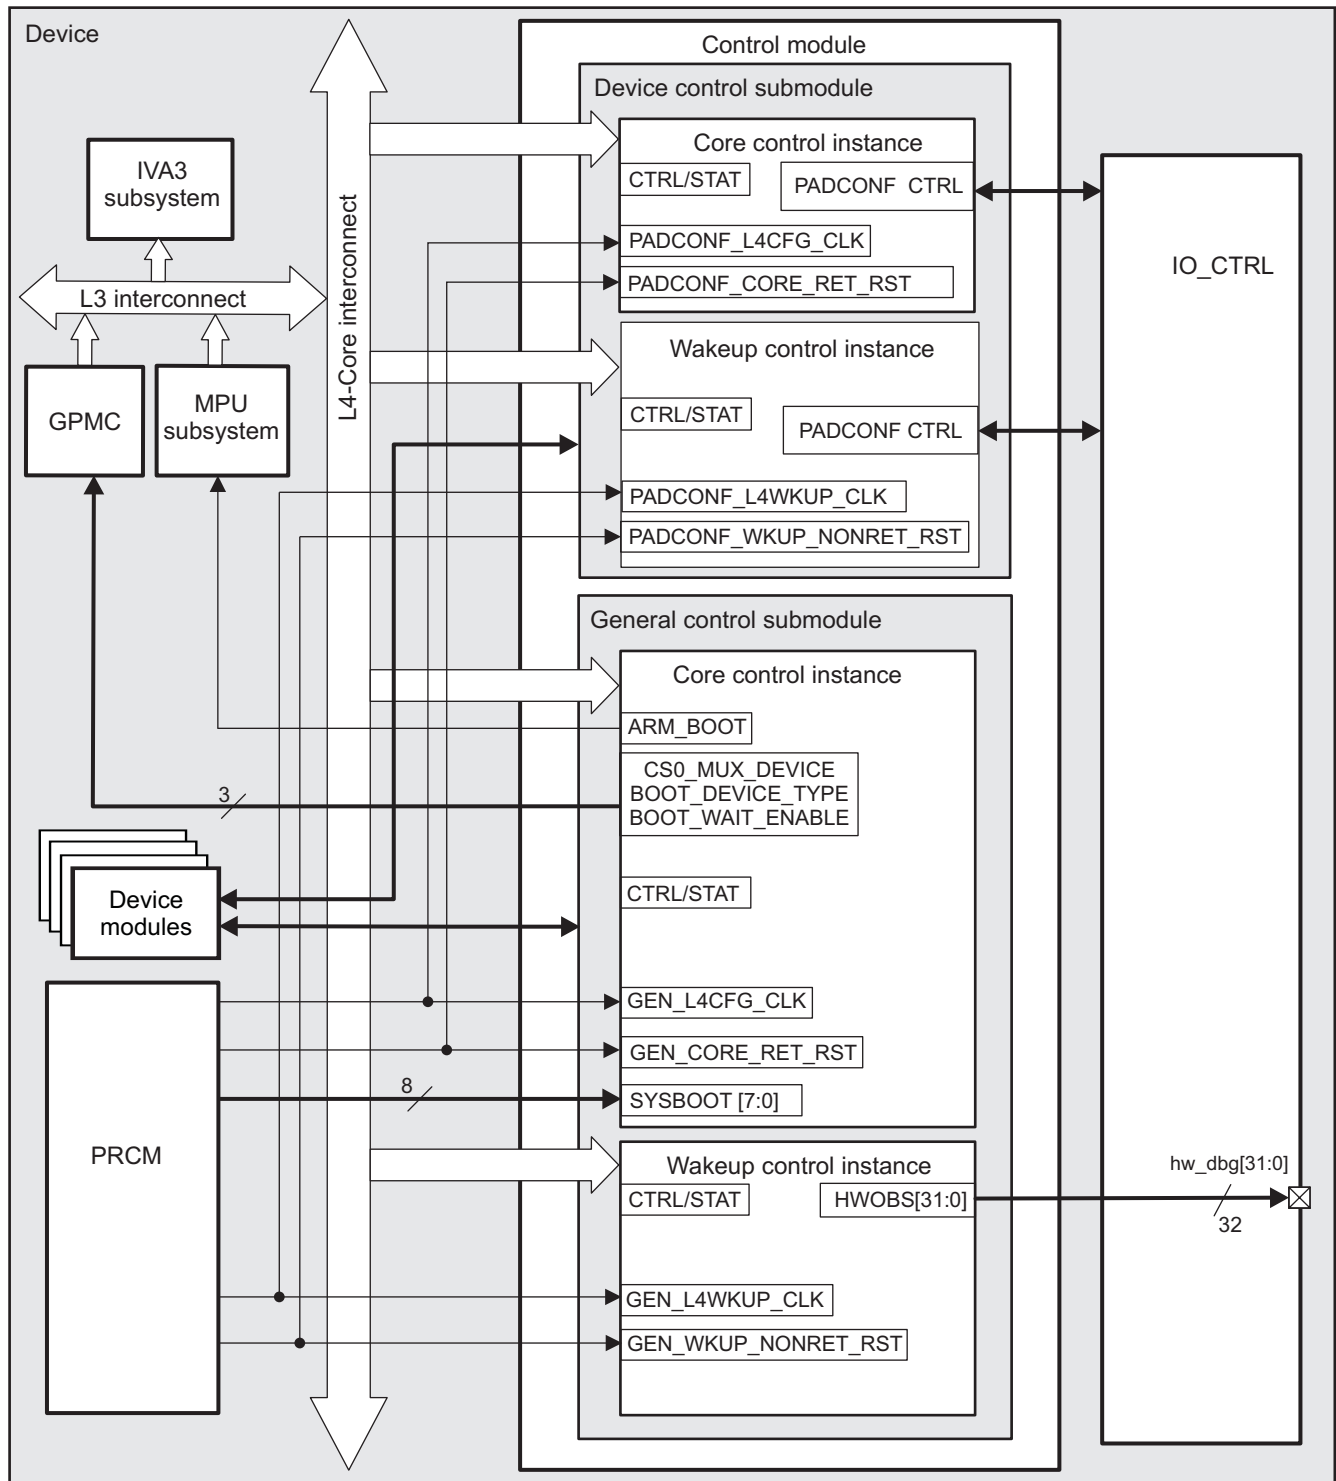 Device
Control module
Device control submodule
Core control instance
CTRL/STAT
PADCONF CTRL
PADCONF_L4CFG_CLK
PADCONF_CORE_RET_RST
Wakeup control instance
CTRL/STAT
PADCONF CTRL
PADCONF_L4WKUP_CLK
PADCONF_WKUP_NONRET_RST
IVA3
subsystem
L3 interconnect
GPMC
MPU
subsystem
L4-Core interconnect
IO_CTRL
General control submodule
Core control instance
ARM_BOOT
CS0_MUX_DEVICE
BOOT_DEVICE_TYPE
BOOT_WAIT_ENABLE
3
CTRL/STAT
Device
modules
GEN_L4CFG_CLK
GEN_CORE_RET_RST
8
SYSBOOT [7:0]
PRCM
Wakeup control instance
CTRL/STAT
HWOBS[31:0]
hw_dbg[31:0]
32
GEN_L4WKUP_CLK
GEN_WKUP_NONRET_RST